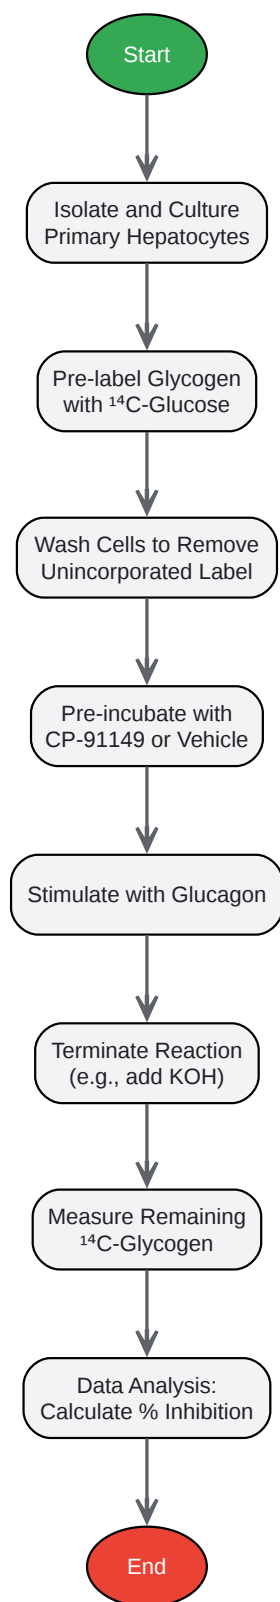 Start
Isolate and Culture
Primary Hepatocytes
Pre-label Glycogen
with ¹⁴C-Glucose
Wash Cells to Remove
Unincorporated Label
Pre-incubate with
CP-91149 or Vehicle
Stimulate with Glucagon
Terminate Reaction
(e.g., add KOH)
Measure Remaining
¹⁴C-Glycogen
Data Analysis:
Calculate % Inhibition
End